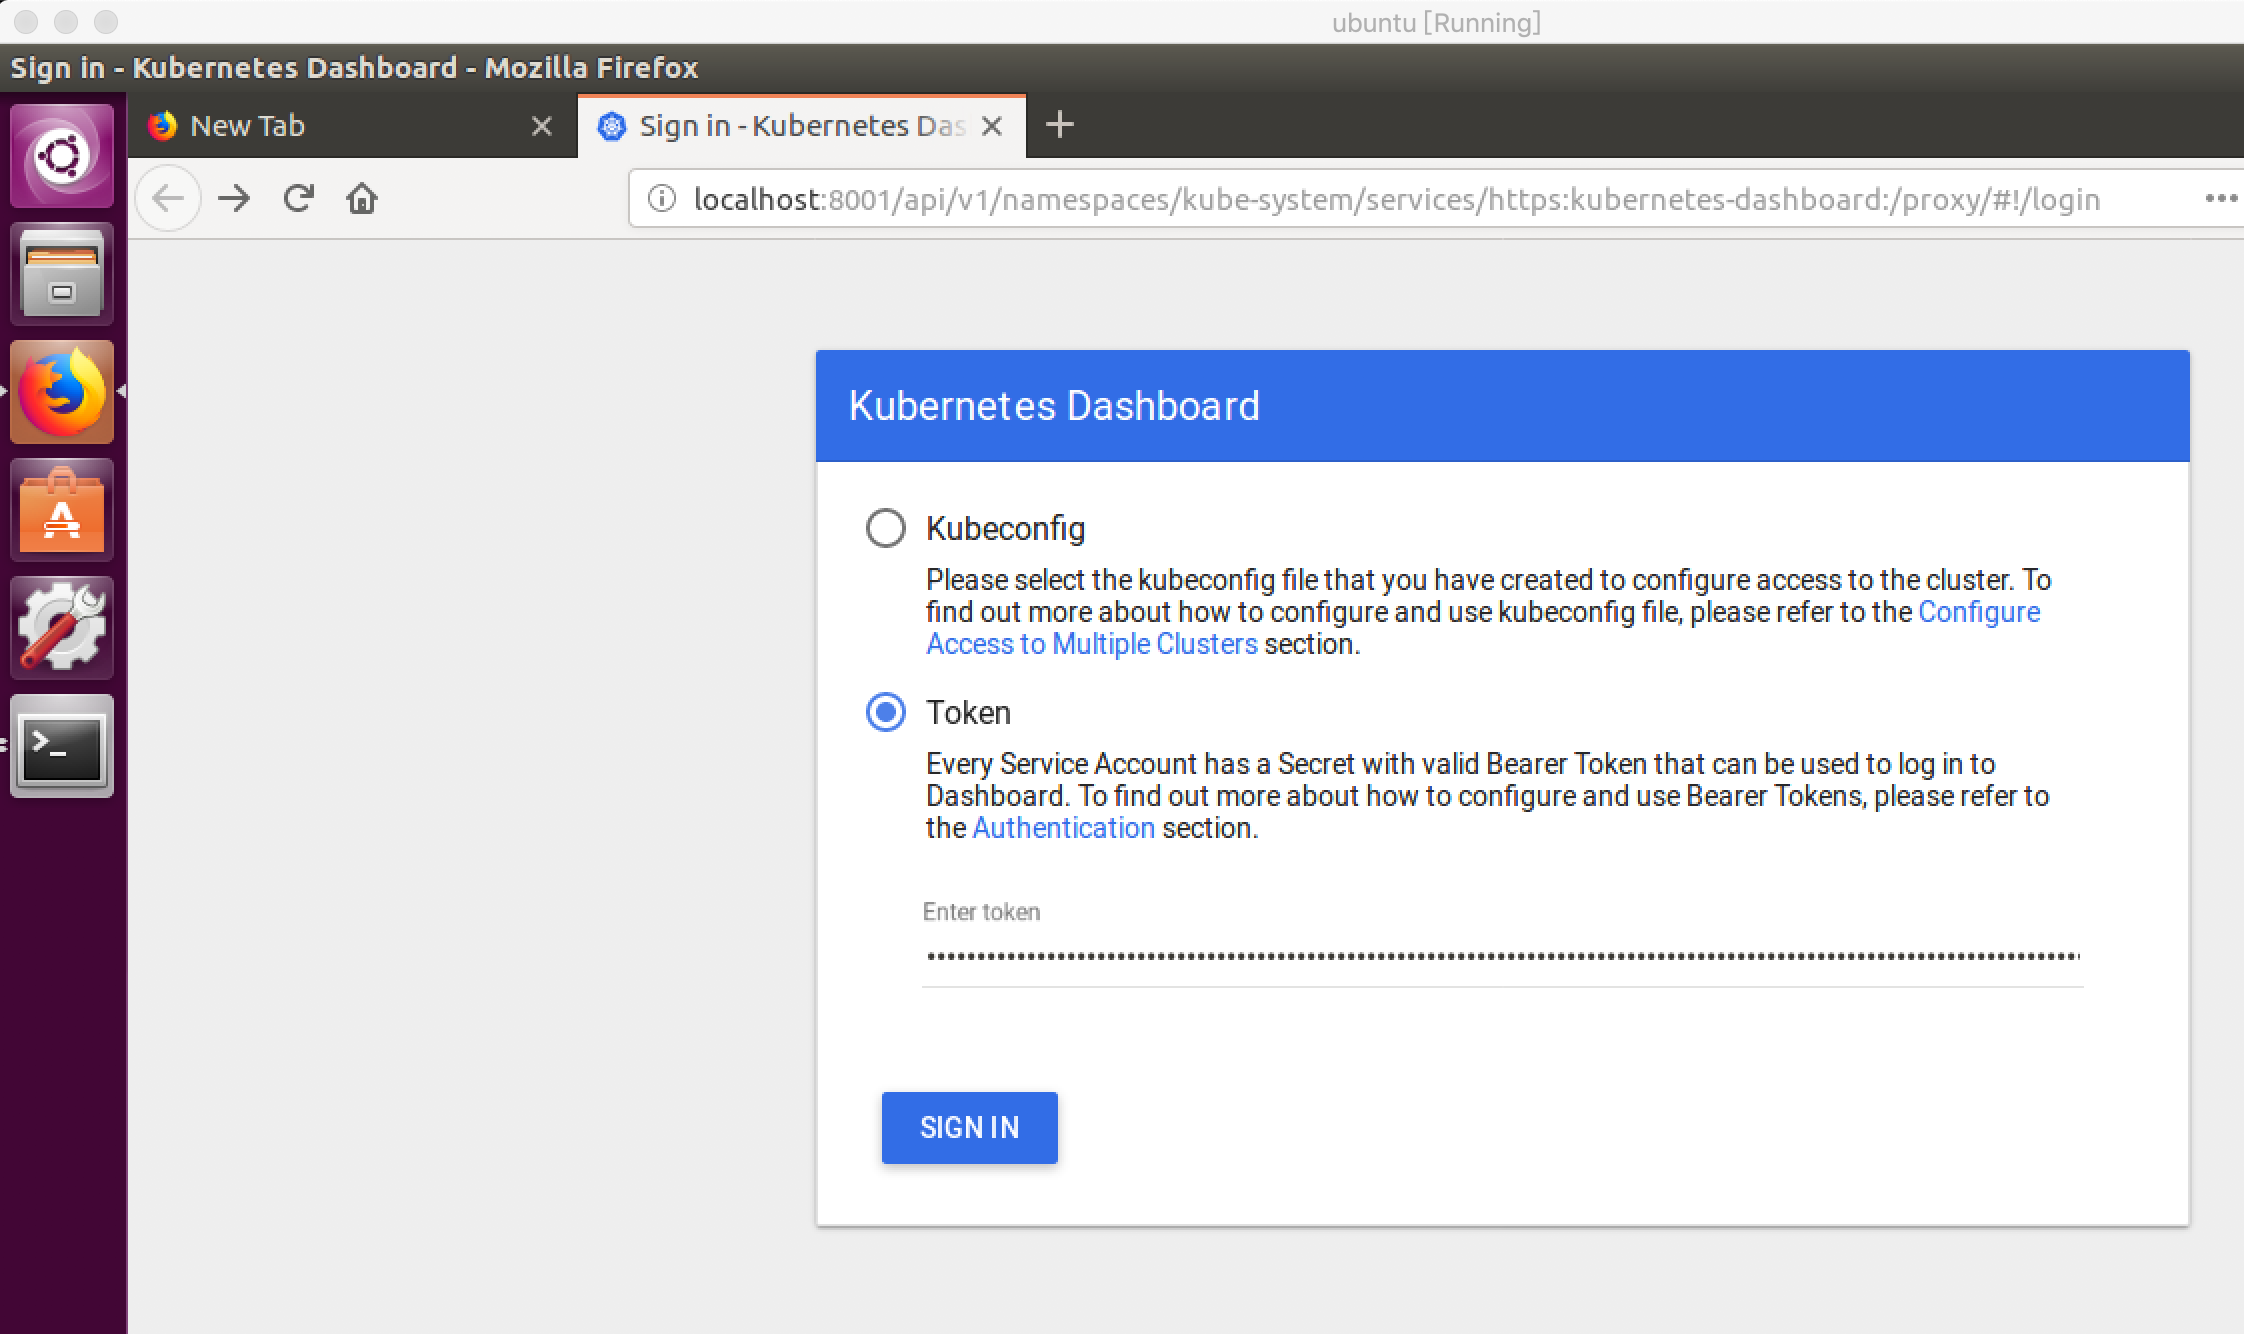 ubuntu [Running]
Sign in - Kubernetes Dashboard - Mozilla Firefox
New Tab
Sign in - Kubernetes Das
localhost:8001/api/v1/namespaces/kube-system/services/https:kubernetes-dashboard:/proxy/#!/login
Kubernetes Dashboard
Kubeconfig
Please select the kubeconfig file that you have created to configure access to the cluster. To
find out more about how to configure and use kubeconfig file, please refer to the Configure
Access to Multiple Clusters section.
Token
Every Service Account has a Secret with valid Bearer Token that can be used to log in to
Dashboard. To find out more about how to configure and use Bearer Tokens, please refer to
the Authentication section.
Enter token
SIGN IN